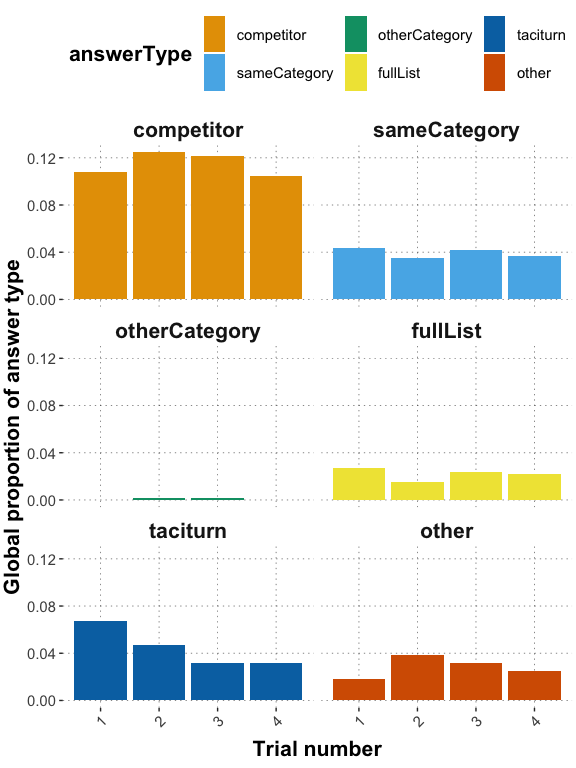 answerType
competitor
otherCategory
taciturn
sameCategory
fullList
other
competitor
sameCategory
0.12
0.08
0.04
0.00
otherCategory
fullList
0.12
0.08
0.04
0.00
taciturn
other
0.12
0.08
0.04
0.00
1
2
3
4
1
2
3
4
Trial number
Global proportion of answer type